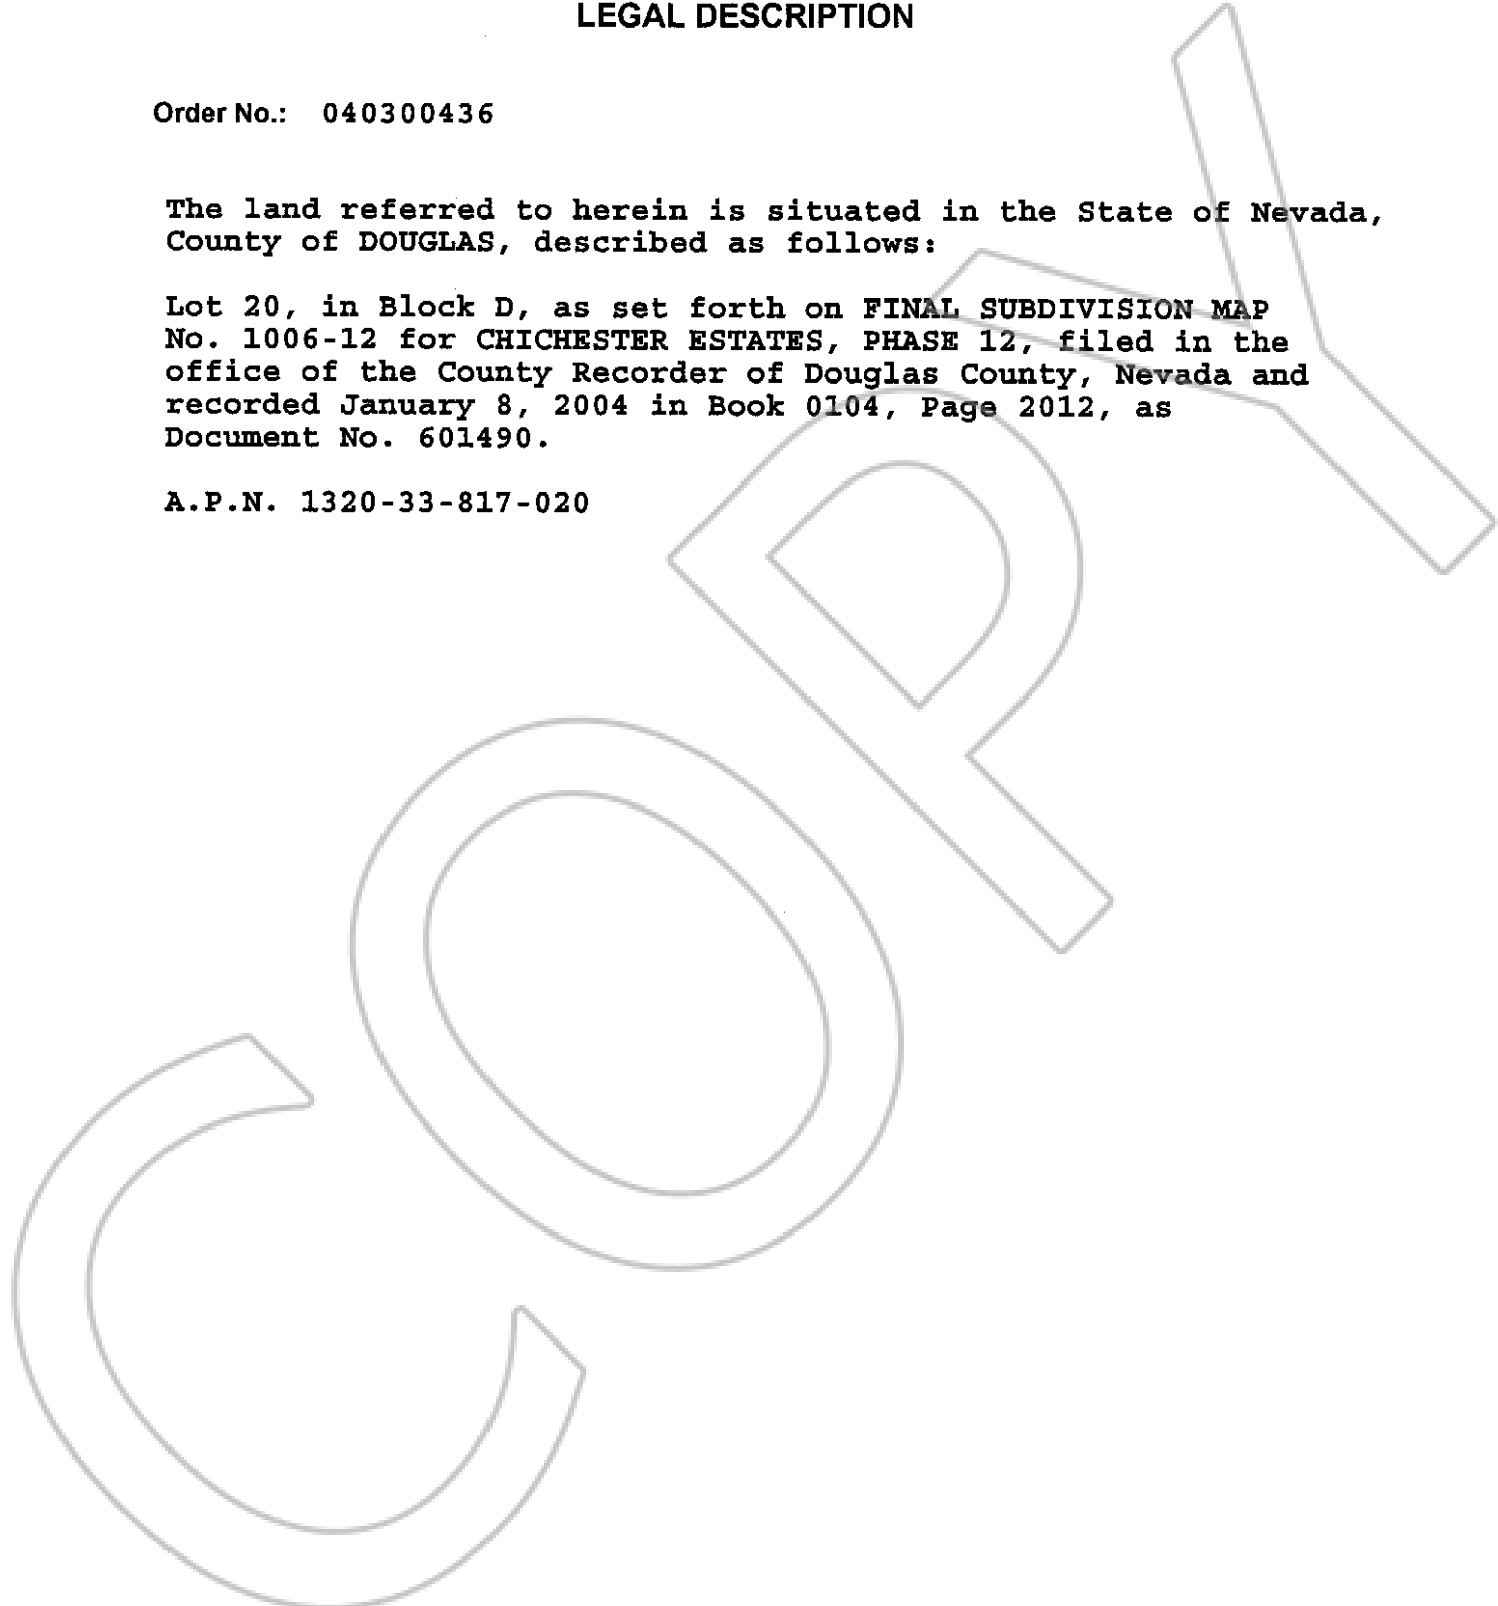 LEGAL DESCRIPTION
Order No.: 040300436
The land referred to herein is situated in the State of Nevada,
County of DOUGLAS, described as follows:
Lot 20, in Block D, as set forth on FINAL SUBDIVISION MAP
No. 1006-12 for CHICHESTER ESTATES, PHASE 12, filed in the
office of the County Recorder of Douglas County, Nevada and
recorded January 8, 2004 in Book 0104, Page 2012, as
Document No. 601490.
A.P.N. 1320-33-817-020
COPY